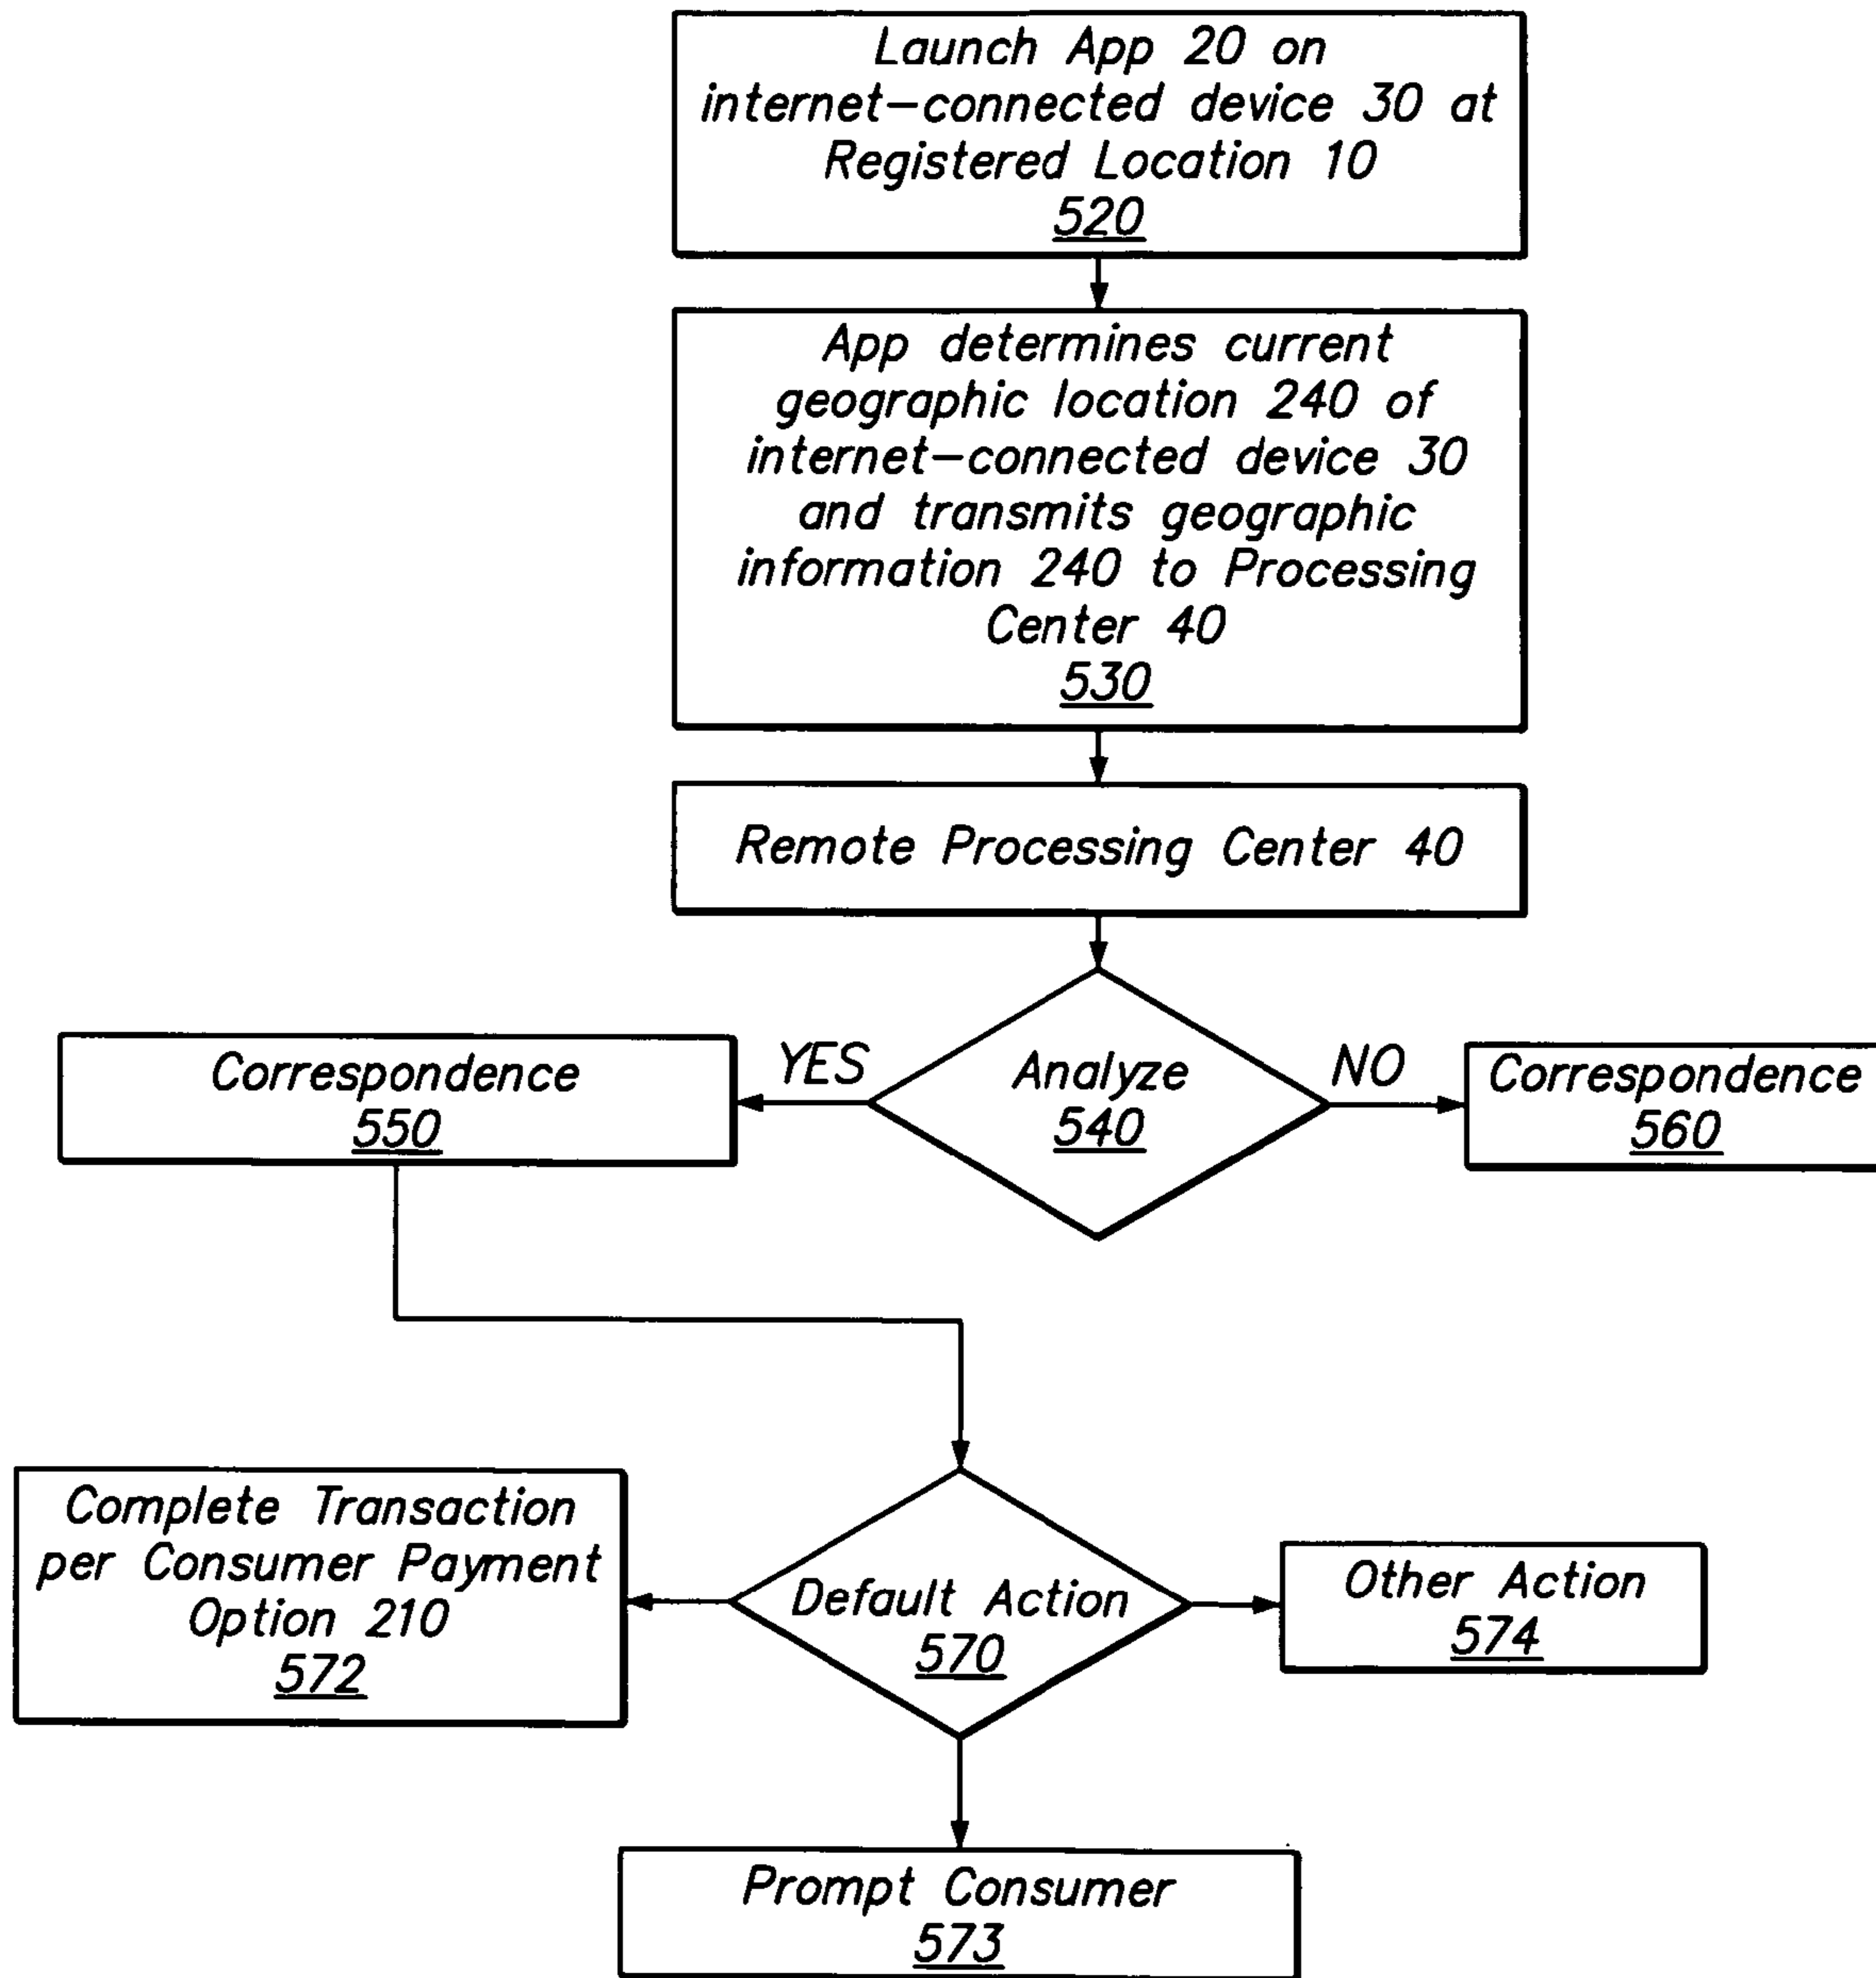 Launch App 20 on
internet-connected device 30 at
Registered Location 10
520
App determines current
geographic location 240 of
internet-connected device 30
and transmits geographic
information 240 to Processing
Center 40
530
Remote Processing Center 40
Correspondence
550
YES
Analyze
540
NO
Correspondence
560
Complete Transaction
per Consumer Payment
Option 210
572
Default Action
570
Other Action
574
Prompt Consumer
573